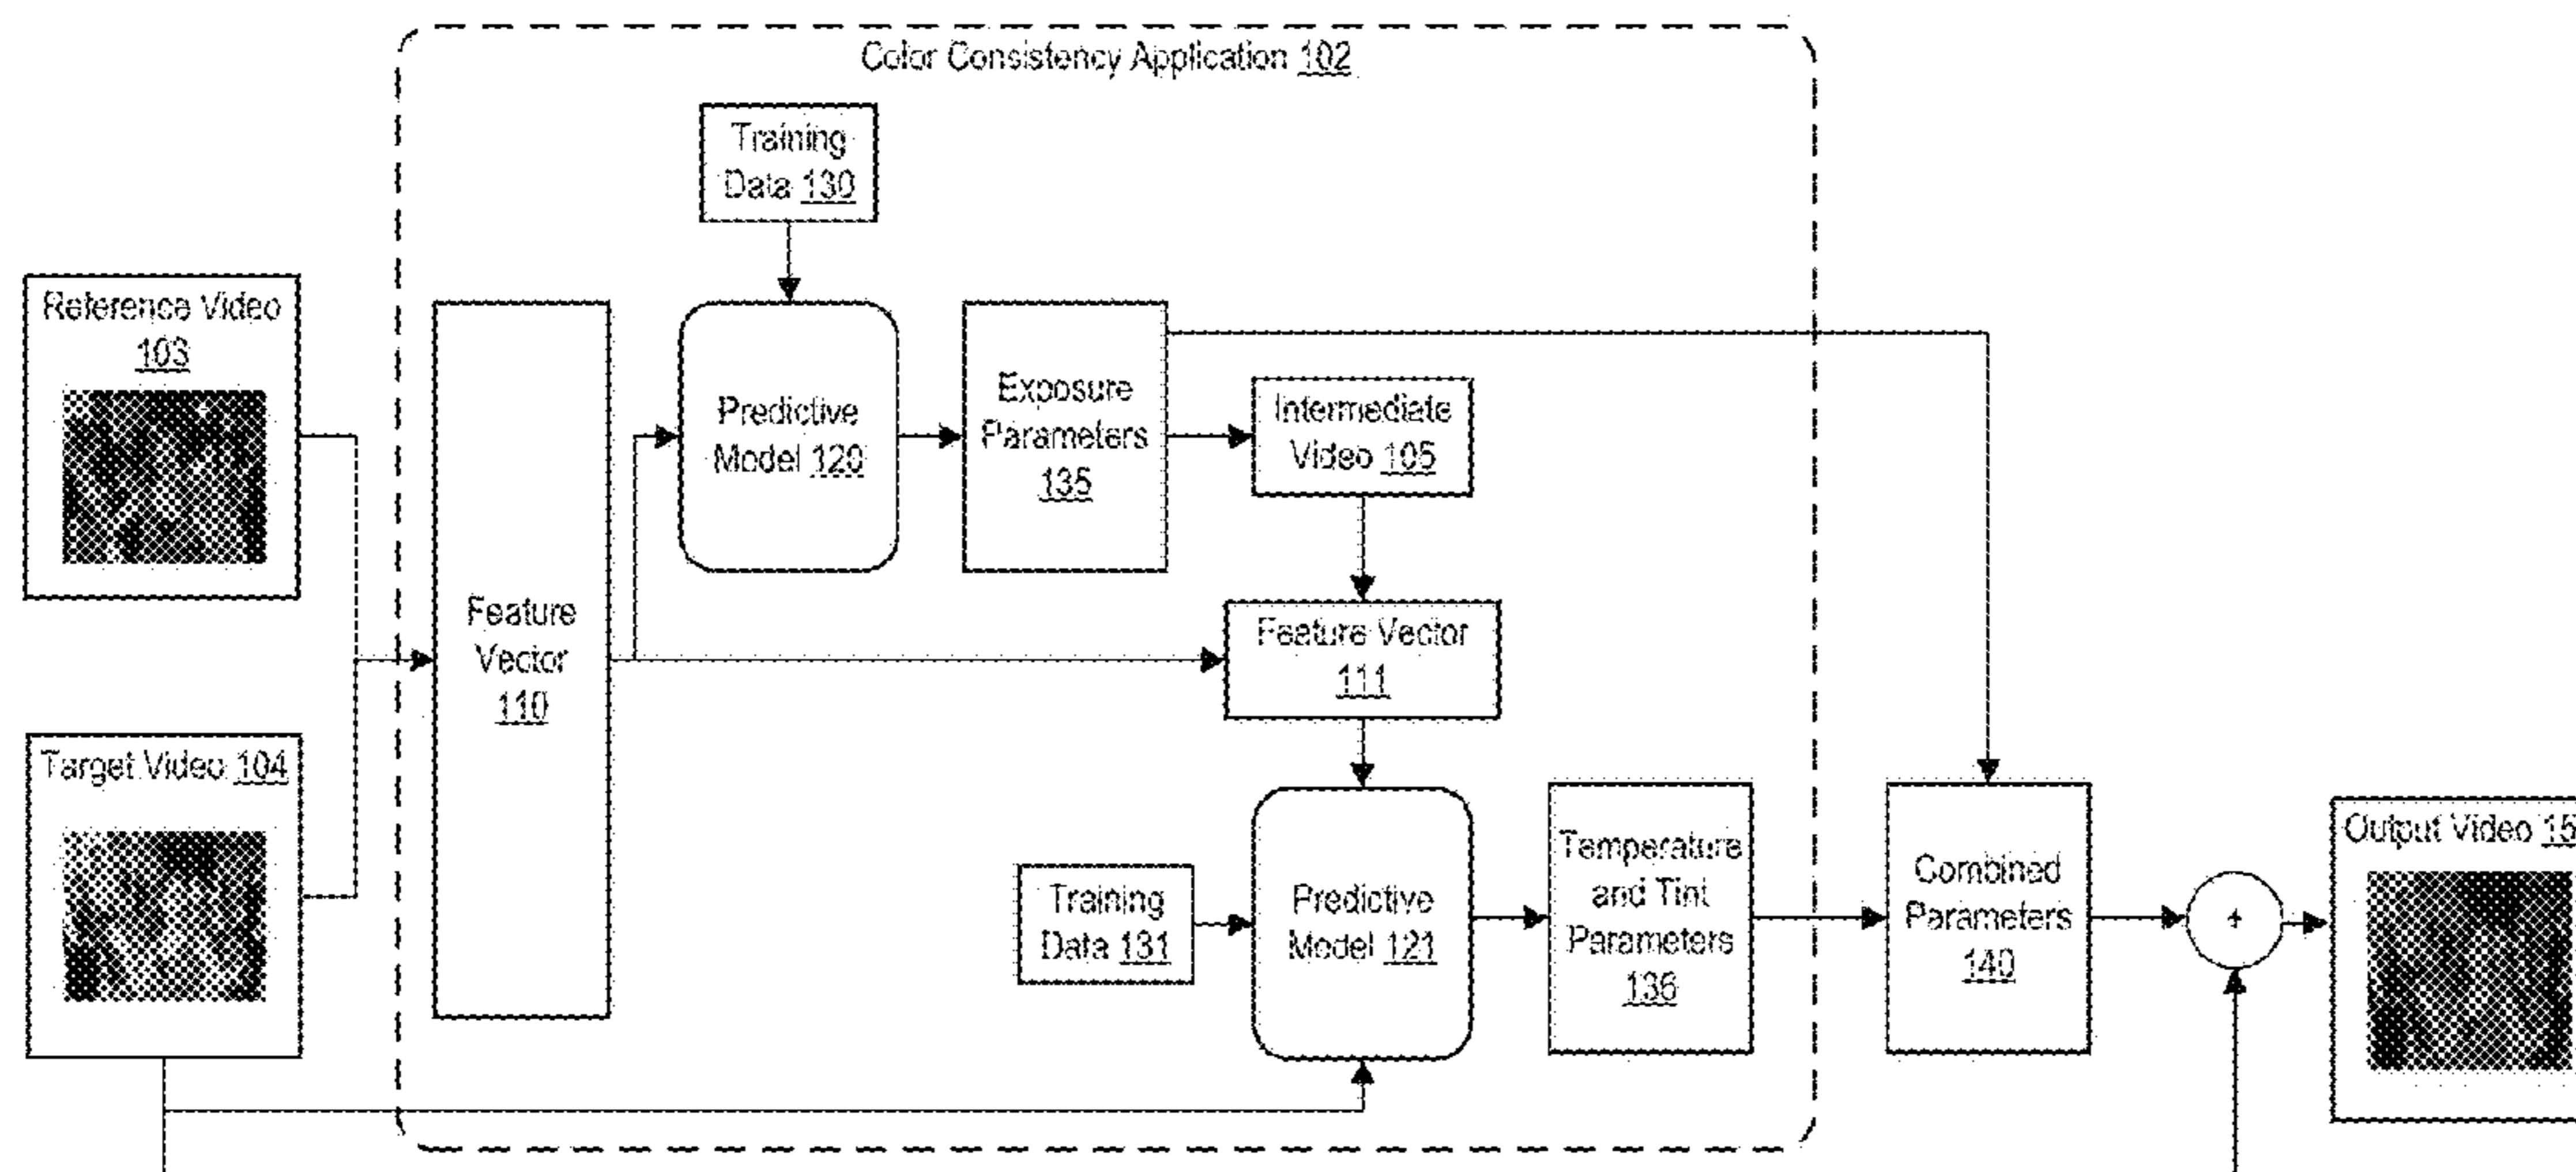 Color Consistency Application 102
Training
Data 130
Reference Video
103
Predictive
Model 120
Exposure
Parameters
135
Intermediate
Video 105
Feature
Vector
110
Feature Vector
111
Target Video 104
Training
Data 131
Predictive
Model 121
Temperature
and Tint
Parameters
136
Combined
Parameters
140
+
Output Video